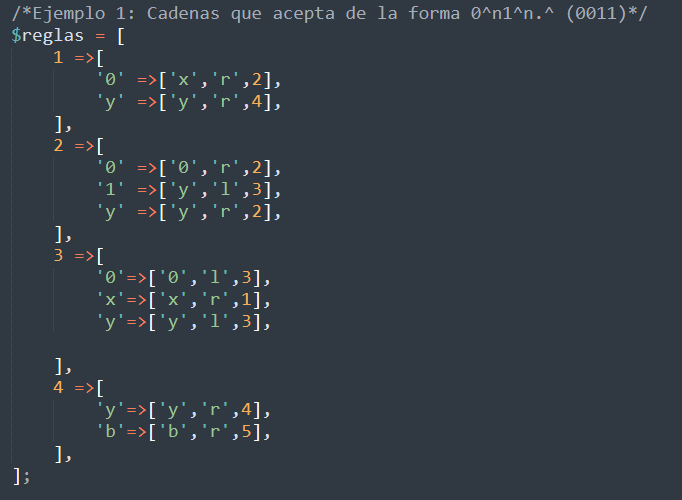 /*Ejemplo 1: Cadenas que acepta de la forma 0^n1^n.^ (0011)*/
$reglas = [
    1 =>[
        '0' =>['x','r',2],
        'y' =>['y','r',4],
    ],
    2 =>[
        '0' =>['0','r',2],
        '1' =>['y','l',3],
        'y' =>['y','r',2],
    ],
    3 =>[
        '0'=>['0','l',3],
        'x'=>['x','r',1],
        'y'=>['y','l',3],

    ],
    4 =>[
        'y'=>['y','r',4],
        'b'=>['b','r',5],
    ],
];